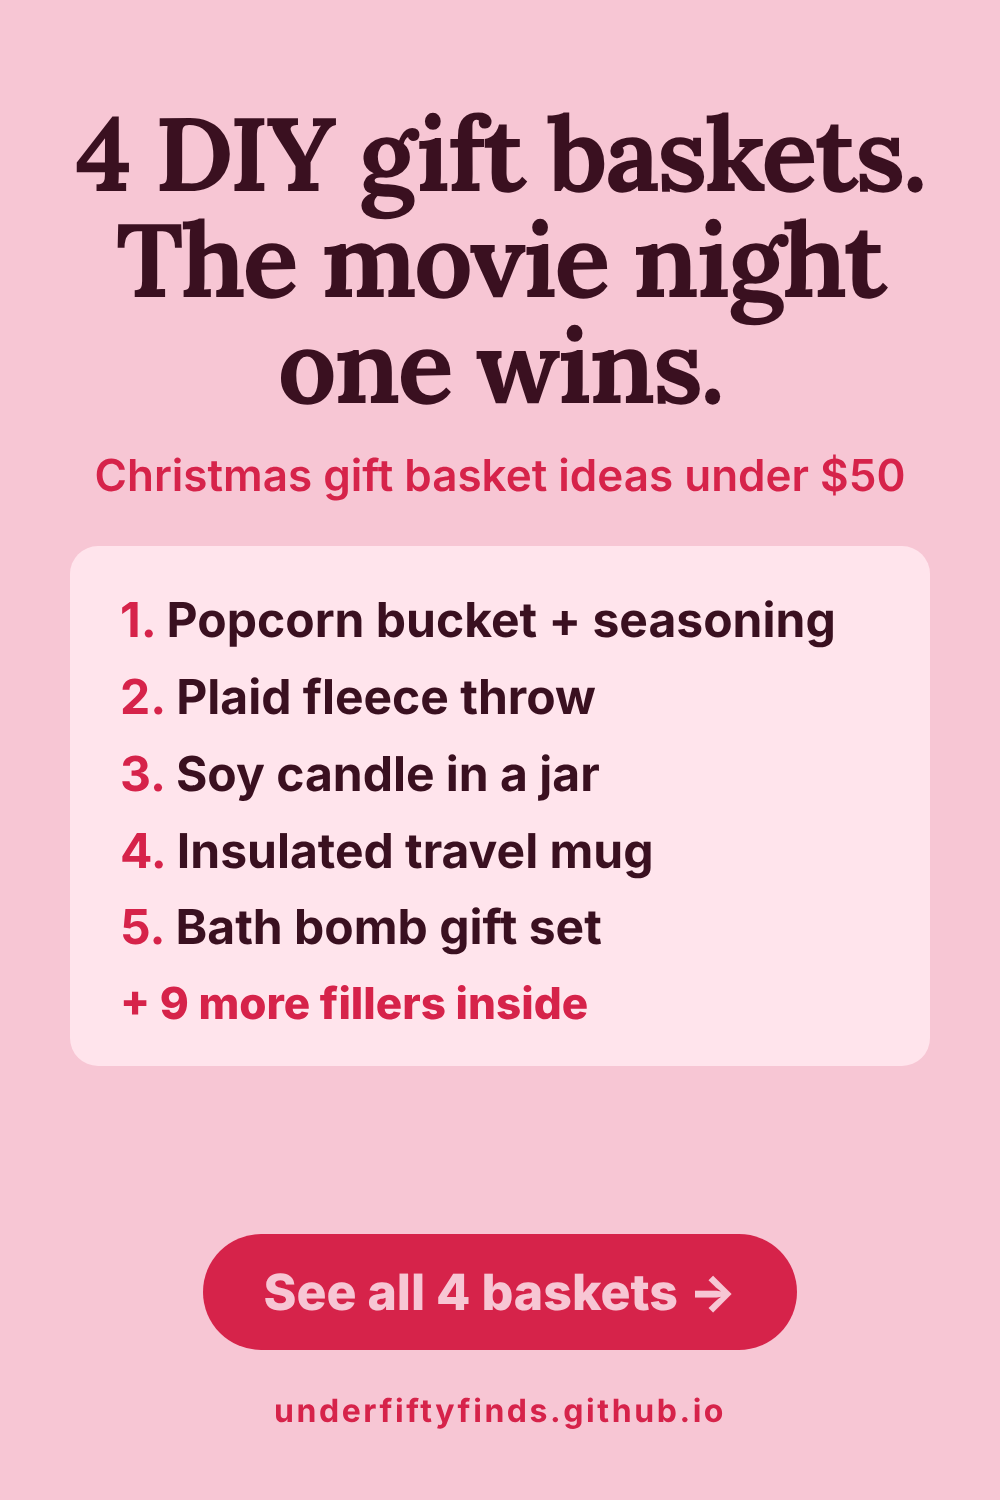 4 DIY gift baskets.
The movie night
one wins.
Christmas gift basket ideas under $50
1. Popcorn bucket + seasoning
2. Plaid fleece throw
3. Soy candle in a jar
4. Insulated travel mug
5. Bath bomb gift set
+ 9 more fillers inside
See all 4 baskets →
underfiftyfinds.github.io